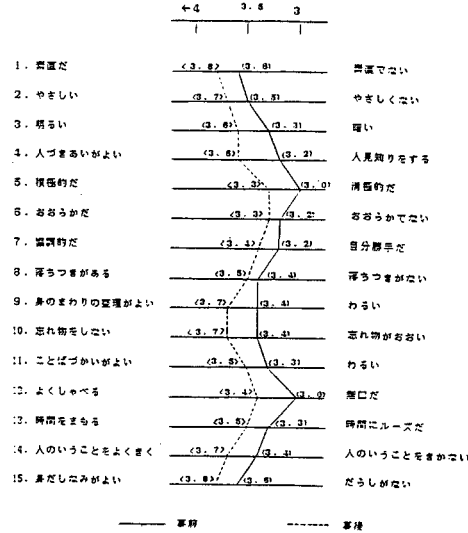 ←4 3.5 3
1. 素直だ (3.8) (3.6) 素直でない
2. やさしい (3.7) (3.5) やさしくない
3. 明るい (3.6) (3.3) 暗い
4. 人づきあいがよい (3.6) (3.2) 人見知りをする
5. 積極的だ (3.3) (3.0) 消極的だ
6. おおらかだ (3.3) (3.2) おおらかでない
7. 協調的だ (3.4) (3.2) 自分勝手だ
8. 落ちつきがある (3.5) (3.4) 落ちつきがない
9. 身のまわりの整理がよい (3.7) (3.4) わるい
10. 忘れ物をしない (3.7) (3.4) 忘れ物がおおい
11. ことばづかいがよい (3.5) (3.3) わるい
12. よくしゃべる (3.4) (3.0) 無口だ
13. 時間をまもる (3.5) (3.3) 時間にルーズだ
14. 人のいうことをよくきく (3.7) (3.4) 人のいうことをきかない
15. 身だしなみがよい (3.8) (3.6) だらしがない
事前 事後